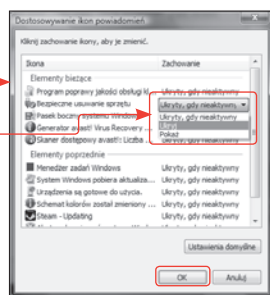 Dostosowywanie ikon powiadomień
Kliknij zachowanie ikony, aby je zmienić.
Ikona Zachowanie
Elementy bieżące
Program poprawy jakości obsługi kl... Ukryty, gdy nieaktywny
Bezpieczne usuwanie sprzętu Ukryty, gdy nieaktywny
Pasek boczny systemu Windows Ukryty, gdy nieaktywny
Ukryj
Generator avast! Virus Recovery ... Pokaż
Skaner dostępowy avast!: Liczba ... Ukryty, gdy nieaktywny
Elementy poprzednie
Menedżer zadań Windows Ukryty, gdy nieaktywny
System Windows pobiera aktualiza... Ukryty, gdy nieaktywny
Urządzenia są gotowe do użycia. Ukryty, gdy nieaktywny
Schemat kolorów został zmieniony ... Ukryty, gdy nieaktywny
Steam - Updating Ukryty, gdy nieaktywny
Ustawienia domyślne
OK Anuluj